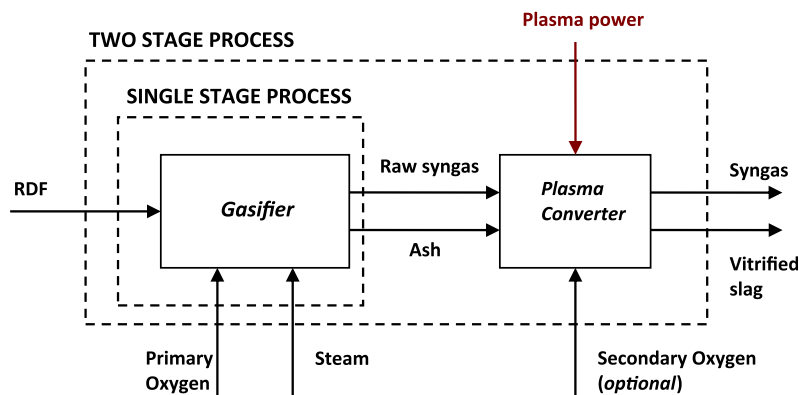 Plasma power
TWO STAGE PROCESS
SINGLE STAGE PROCESS
RDF
Gasifier
Raw syngas
Ash
Plasma
Converter
Syngas
Vitrified
slag
Primary
Oxygen
Steam
Secondary Oxygen
(optional)